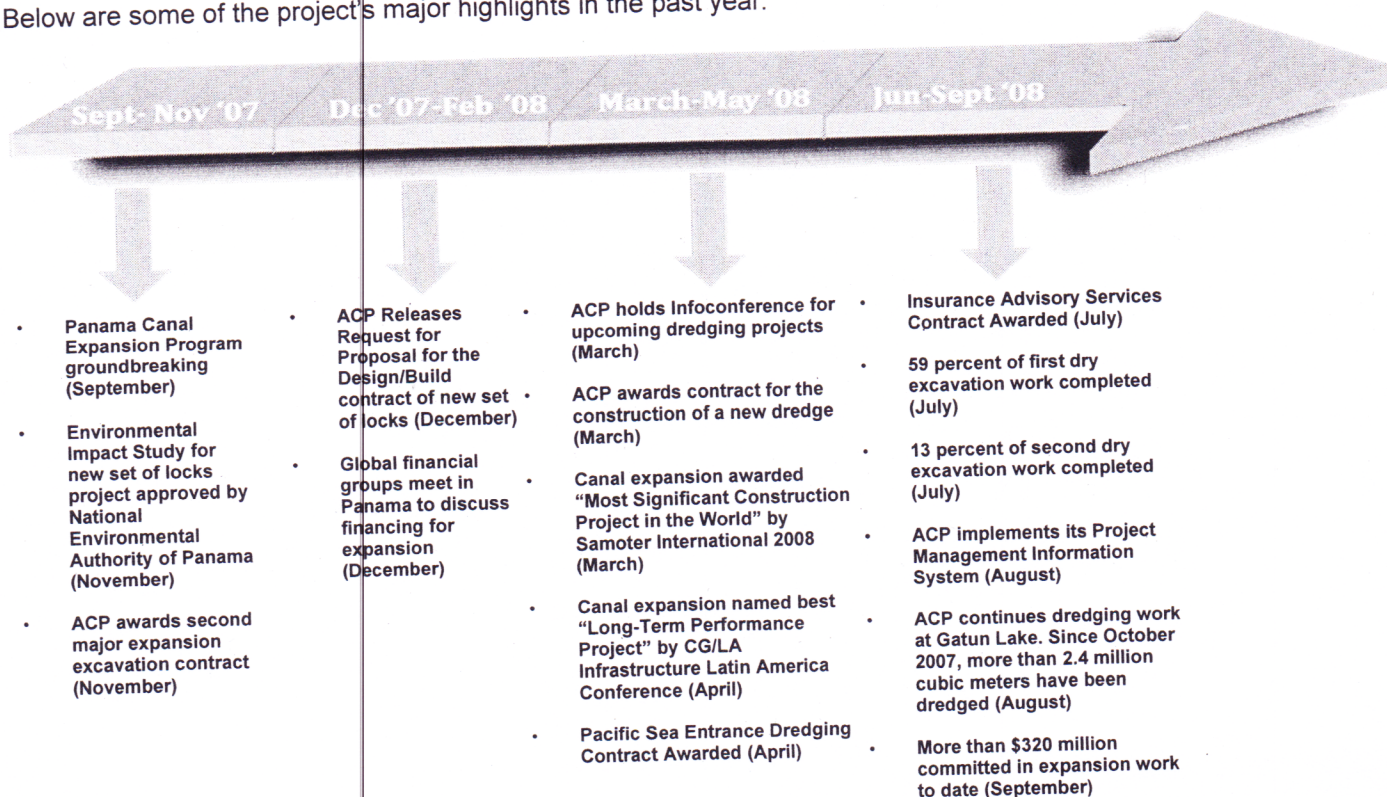 Below are some of the project's major highlights in the past year.
Sept- Nov '07
Dec '07-Feb '08
March-May '08
Jun-Sept '08
• Panama Canal
Expansion Program
groundbreaking
(September)
• Environmental
Impact Study for
new set of locks
project approved by
National
Environmental
Authority of Panama
(November)
• ACP awards second
major expansion
excavation contract
(November)
• ACP Releases
Request for
Proposal for the
Design/Build
contract of new set
of locks (December)
• Global financial
groups meet in
Panama to discuss
financing for
expansion
(December)
• ACP holds Infoconference for
upcoming dredging projects
(March)
• ACP awards contract for the
construction of a new dredge
(March)
• Canal expansion awarded
“Most Significant Construction
Project in the World” by
Samoter International 2008
(March)
• Canal expansion named best
“Long-Term Performance
Project” by CG/LA
Infrastructure Latin America
Conference (April)
• Pacific Sea Entrance Dredging
Contract Awarded (April)
• Insurance Advisory Services
Contract Awarded (July)
• 59 percent of first dry
excavation work completed
(July)
• 13 percent of second dry
excavation work completed
(July)
• ACP implements its Project
Management Information
System (August)
• ACP continues dredging work
at Gatun Lake. Since October
2007, more than 2.4 million
cubic meters have been
dredged (August)
• More than $320 million
committed in expansion work
to date (September)